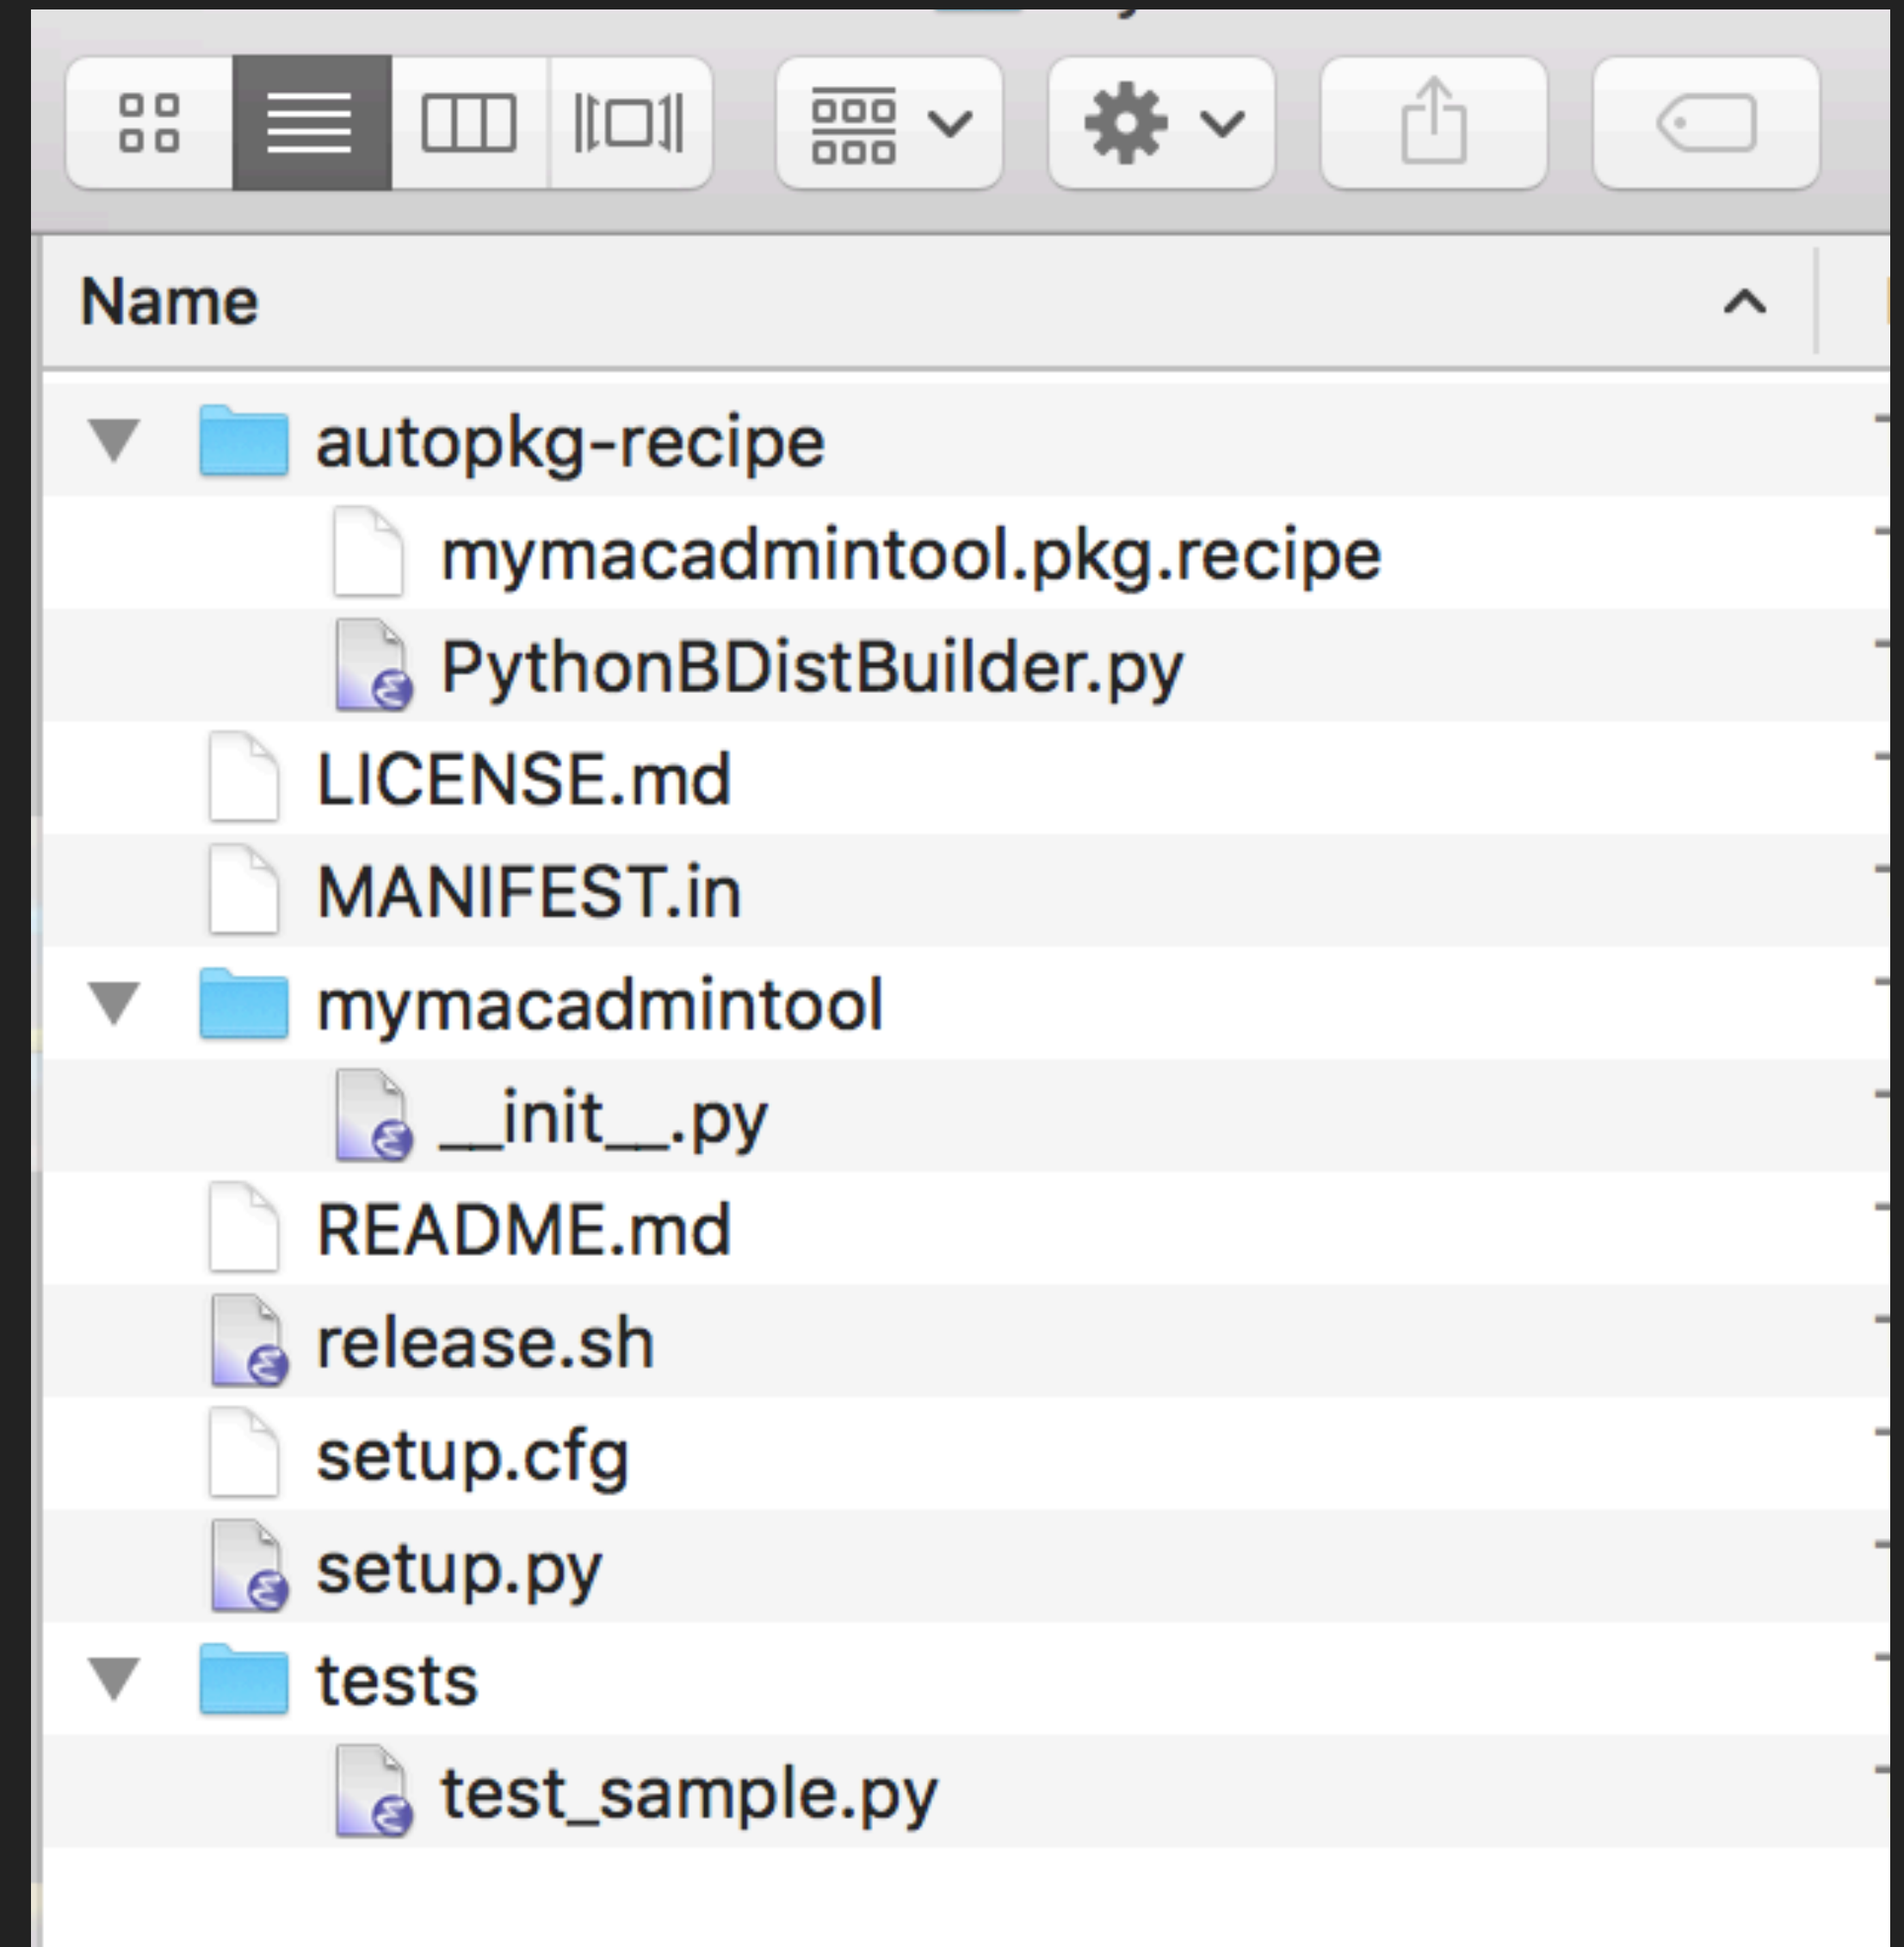 Name
autopkg-recipe
mymacadmintool.pkg.recipe
PythonBDistBuilder.py
LICENSE.md
MANIFEST.in
mymacadmintool
__init__.py
README.md
release.sh
setup.cfg
setup.py
tests
test_sample.py